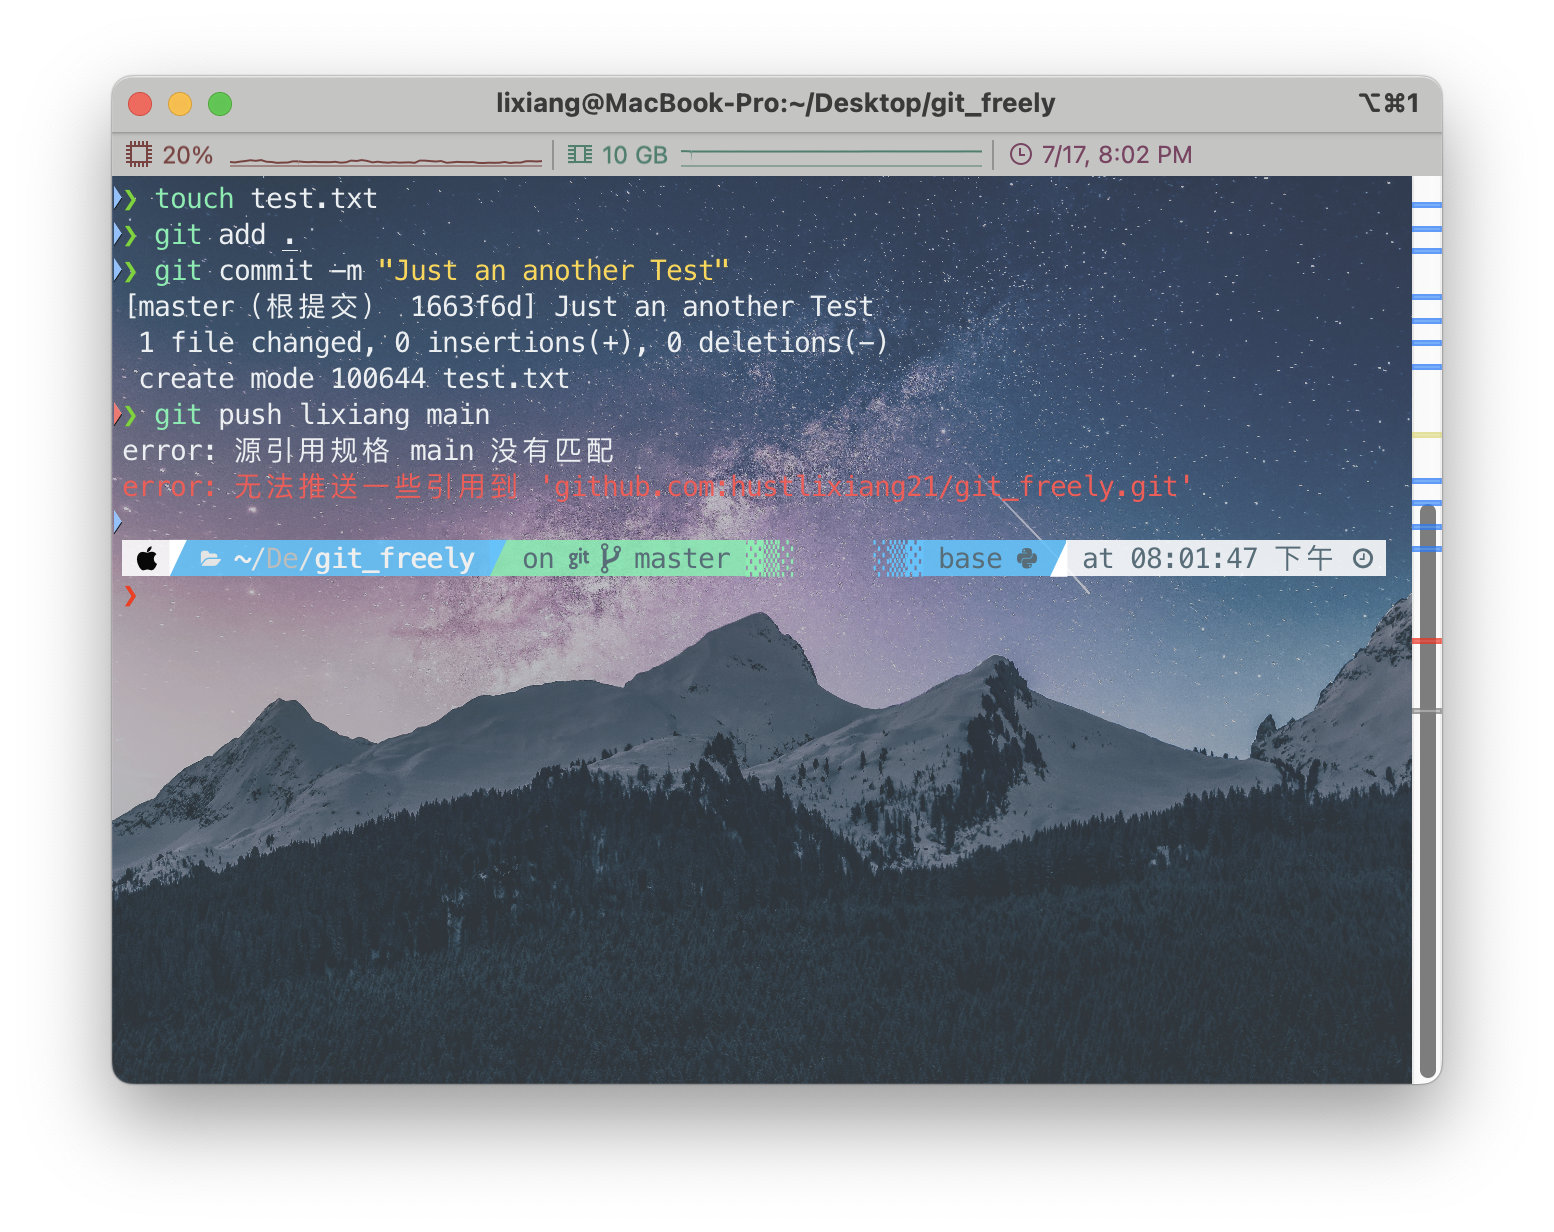 lixiang@MacBook-Pro:~/Desktop/git_freely ⌥⌘1
20% 10 GB 7/17, 8:02 PM
❯ touch test.txt
❯ git add .
❯ git commit -m "Just an another Test"
[master（根提交） 1663f6d] Just an another Test
1 file changed, 0 insertions(+), 0 deletions(-)
create mode 100644 test.txt
❯ git push lixiang main
error: 源引用规格 main 没有匹配
error: 无法推送一些引用到 'github.com:hustlixiang21/git_freely.git'
~/De/git_freely on git master base at 08:01:47 下午
❯